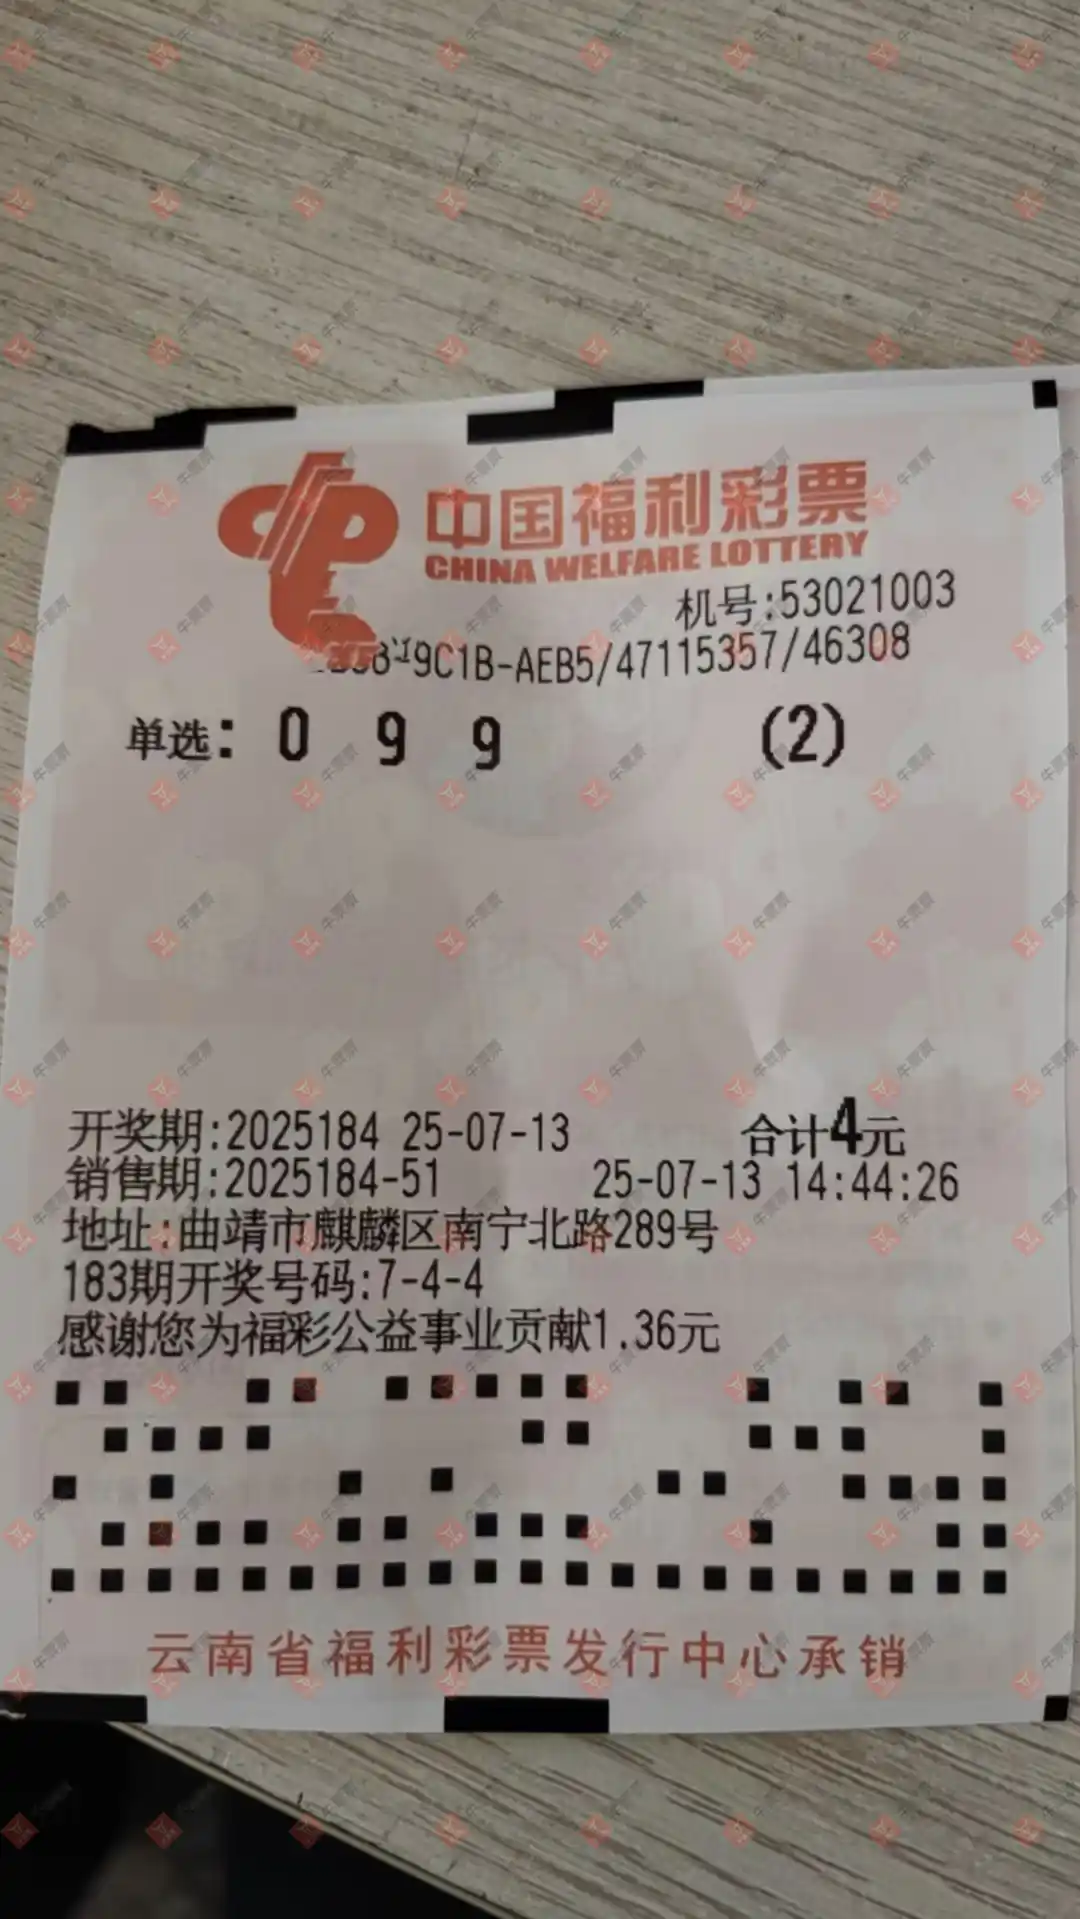 中国福利彩票
CHINA WELFARE LOTTERY
机号:53021003
9C1B-AEB5/47115357/46308
单选: 0 9 9 (2)
开奖期:2025184 25-07-13 合计4元
销售期:2025184-51 25-07-13 14:44:26
地址:曲靖市麒麟区南宁北路289号
183期开奖号码:7-4-4
感谢您为福彩公益事业贡献1.36元
云南省福利彩票发行中心承销